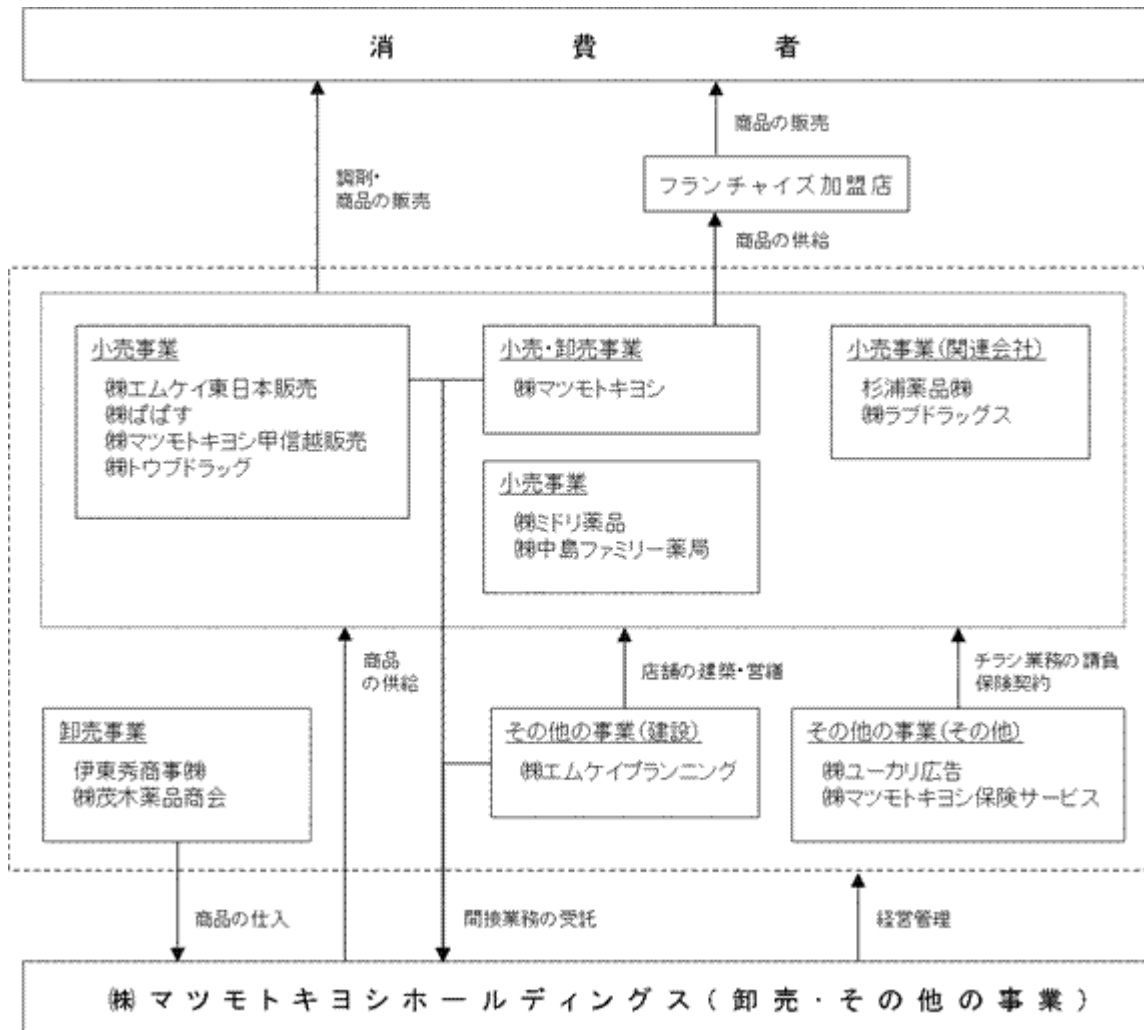 消費者
商品の販売
調剤・
商品の販売
フランチャイズ加盟店
商品の供給
小売事業
㈱エムケイ東日本販売
㈱ぱぱす
㈱マツモトキヨシ甲信越販売
㈱トウブドラッグ
小売・卸売事業
㈱マツモトキヨシ
小売事業(関連会社)
杉浦薬品㈱
㈱ラブドラッグス
小売事業
㈱ミドリ薬品
㈱中島ファミリー薬局
商品
の供給
店舗の建築・営繕
チラシ業務の請負
保険契約
卸売事業
伊東秀商事㈱
㈱茂木薬品商会
その他の事業(建設)
㈱エムケイプランニング
その他の事業(その他)
㈱ユーカリ広告
㈱マツモトキヨシ保険サービス
商品の仕入
間接業務の受託
経営管理
㈱マツモトキヨシホールディングス(卸売・その他の事業)